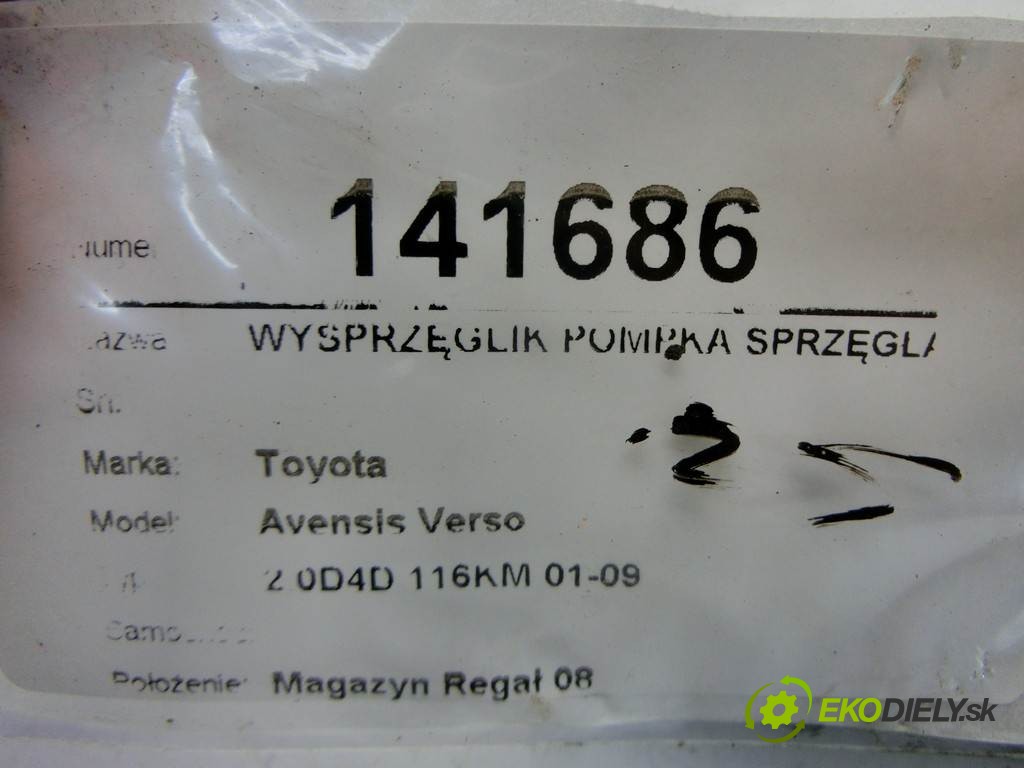 141686
WYSPRZĘGLIK POMPKA SPRZĘGŁA
Sn:
Marka: Toyota
Model: Avensis Verso
2.0D4D 116KM 01-09
Położenie: Magazyn Regał 08
EKODIELY.sk